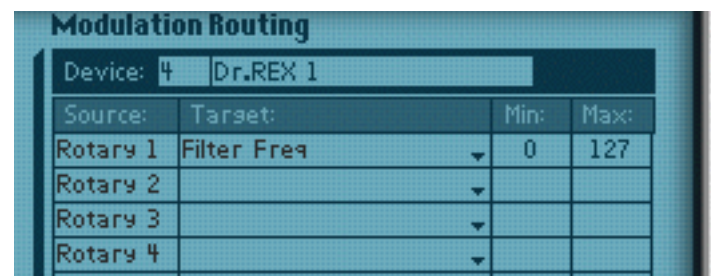 Modulation Routing
Device: 4 Dr.REX 1
Source: Target: Min: Max:
Rotary 1 Filter Freq 0 127
Rotary 2
Rotary 3
Rotary 4